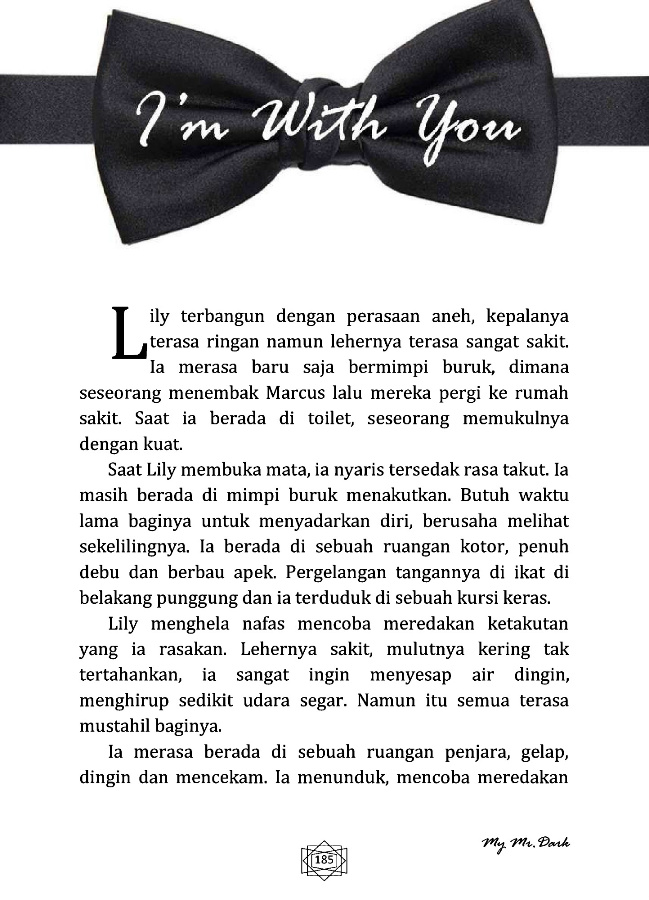 I'm With You
Lily terbangun dengan perasaan aneh, kepalanya
terasa ringan namun lehernya terasa sangat sakit.
Ia merasa baru saja bermimpi buruk, dimana
seseorang menembak Marcus lalu mereka pergi ke rumah
sakit. Saat ia berada di toilet, seseorang memukulnya
dengan kuat.
Saat Lily membuka mata, ia nyaris tersedak rasa takut. Ia
masih berada di mimpi buruk menakutkan. Butuh waktu
lama baginya untuk menyadarkan diri, berusaha melihat
sekelilingnya. Ia berada di sebuah ruangan kotor, penuh
debu dan berbau apek. Pergelangan tangannya di ikat di
belakang punggung dan ia terduduk di sebuah kursi keras.
Lily menghela nafas mencoba meredakan ketakutan
yang ia rasakan. Lehernya sakit, mulutnya kering tak
tertahankan, ia sangat ingin menyesap air dingin,
menghirup sedikit udara segar. Namun itu semua terasa
mustahil baginya.
Ia merasa berada di sebuah ruangan penjara, gelap,
dingin dan mencekam. Ia menunduk, mencoba meredakan
My Mr. Dark
185